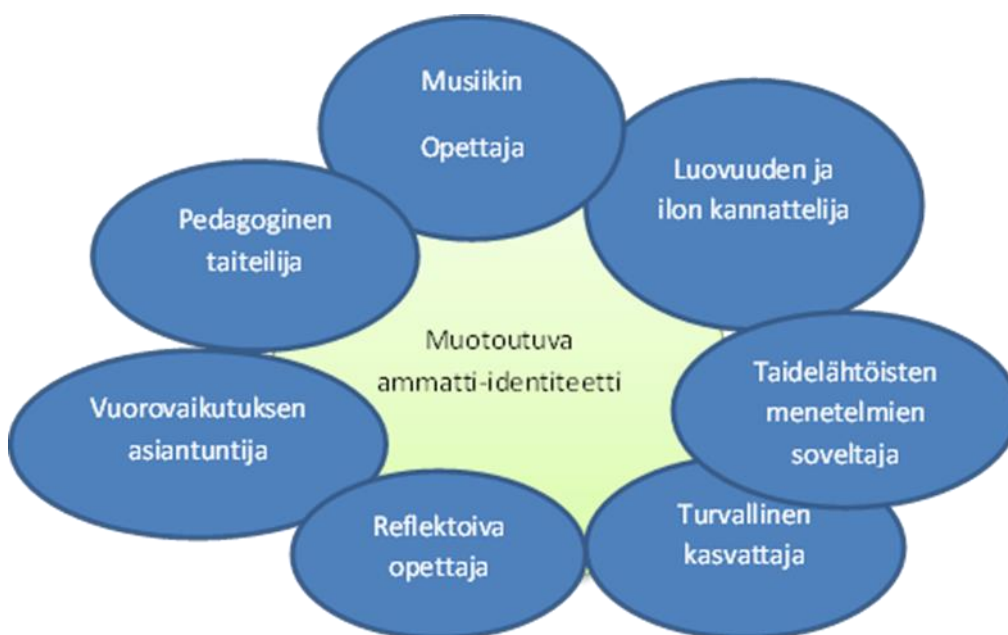 Musiikin
Opettaja
Luovuuden ja
ilon kannattelija
Pedagoginen
taiteilija
Muotoutuva
ammatti-identiteetti
Taidelähtöisten
menetelmien
soveltaja
Vuorovaikutuksen
asiantuntija
Reflektoiva
opettaja
Turvallinen
kasvattaja